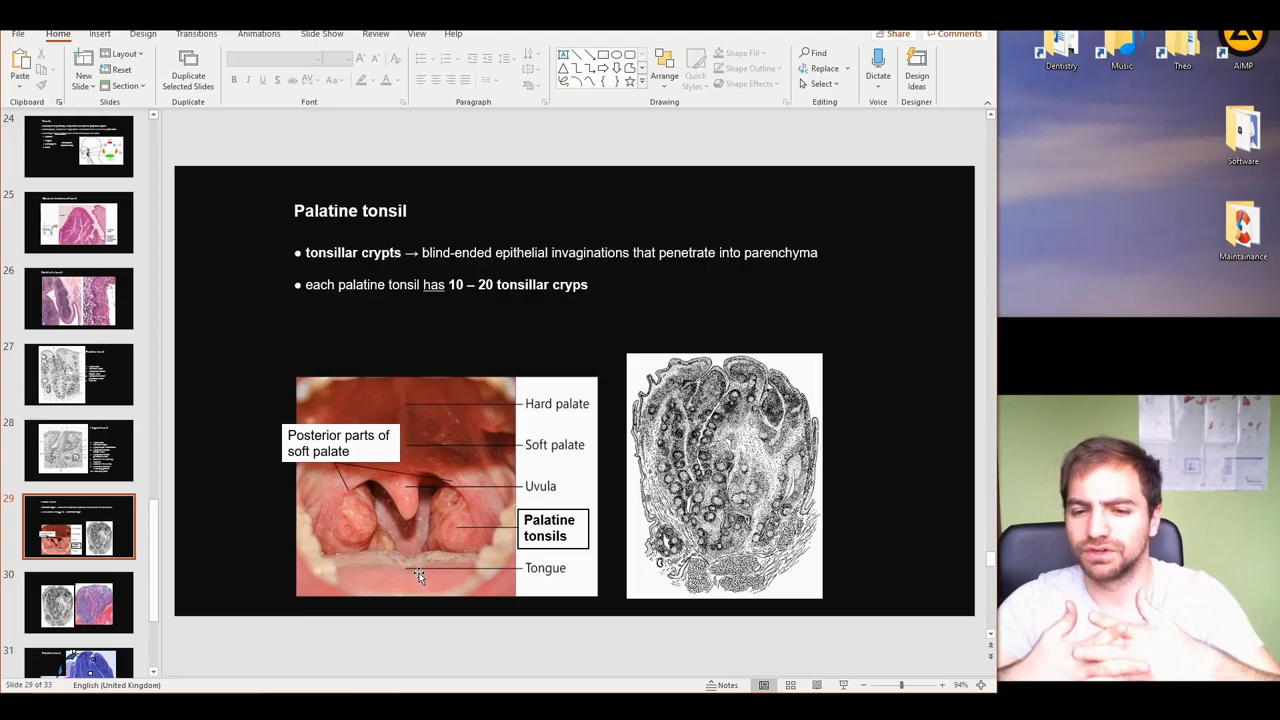 File Home Insert Design Transitions Animations Slide Show Review View Help Share Comments
Paste
New
Slide
Layout
Reset
Section
Duplicate
Selected Slides
B I U S ab AV Aa A
Arrange
Quick
Styles
Shape Fill
Shape Outline
Shape Effects
Find
Replace
Select
Dictate
Design
Ideas
Clipboard Slides Duplicate Font Paragraph Drawing Editing Voice Designer
Dentistry Music Theo AIMP
Software
Maintainance
24
25
26
27
28
29
30
31
Palatine tonsil
● tonsillar crypts → blind-ended epithelial invaginations that penetrate into parenchyma
● each palatine tonsil has 10 – 20 tonsillar cryps
Posterior parts of
soft palate
Hard palate
Soft palate
Uvula
Palatine
tonsils
Tongue
Slide 29 of 33 English (United Kingdom) Notes 94%